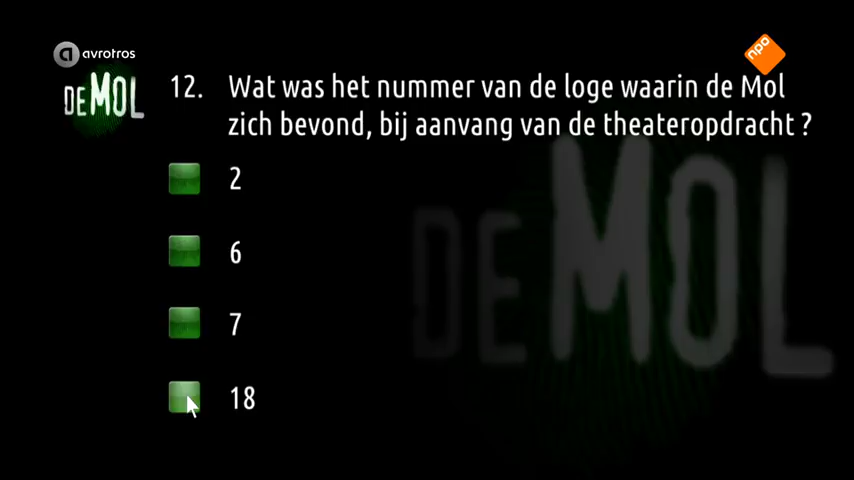 avrotros
npo
DE MOL
12. Wat was het nummer van de loge waarin de Mol
zich bevond, bij aanvang van de theateropdracht ?
2
6
7
18
DE MOL